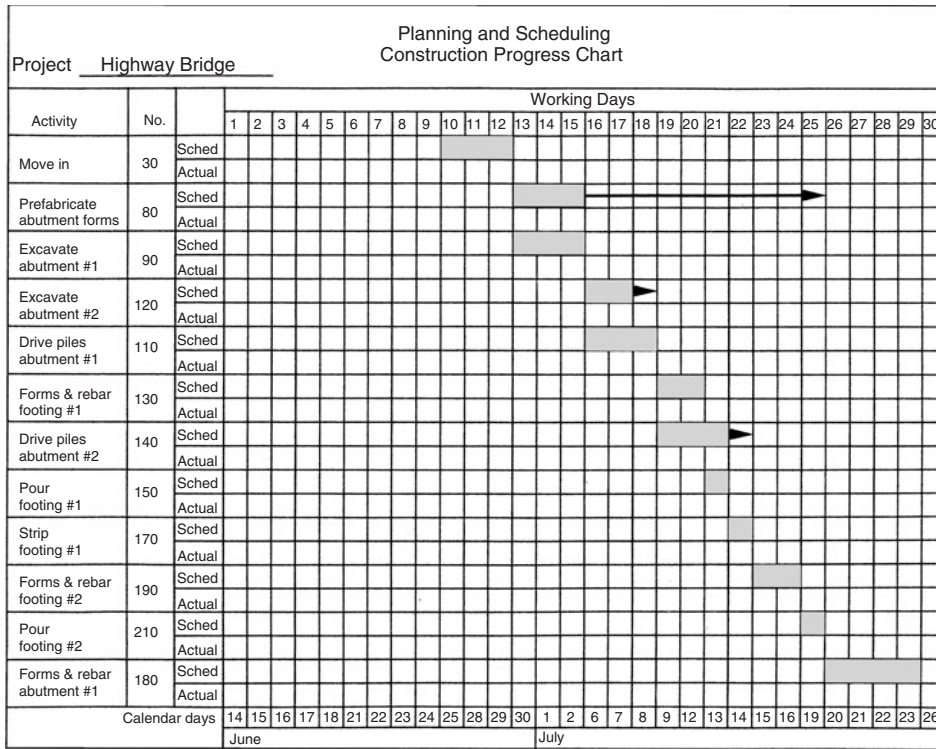 Planning and Scheduling
Construction Progress Chart
Project Highway Bridge
Working Days
Activity No. 1 2 3 4 5 6 7 8 9 10 11 12 13 14 15 16 17 18 19 20 21 22 23 24 25 26 27 28 29 30
Move in 30 Sched
Actual
Prefabricate
abutment forms 80 Sched
Actual
Excavate
abutment #1 90 Sched
Actual
Excavate
abutment #2 120 Sched
Actual
Drive piles
abutment #1 110 Sched
Actual
Forms & rebar
footing #1 130 Sched
Actual
Drive piles
abutment #2 140 Sched
Actual
Pour
footing #1 150 Sched
Actual
Strip
footing #1 170 Sched
Actual
Forms & rebar
footing #2 190 Sched
Actual
Pour
footing #2 210 Sched
Actual
Forms & rebar
abutment #1 180 Sched
Actual
Calendar days 14 15 16 17 18 21 22 23 24 25 28 29 30 1 2 6 7 8 9 12 13 14 15 16 19 20 21 22 23 26
June July